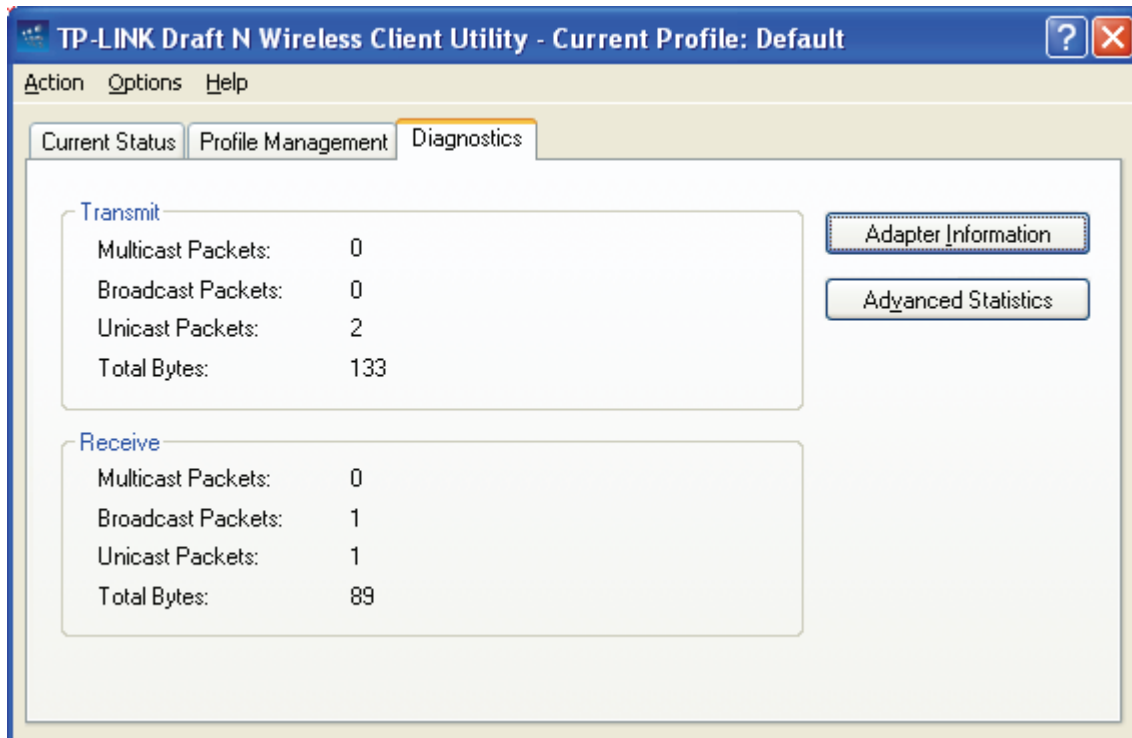 TP-LINK Draft N Wireless Client Utility - Current Profile: Default
Action Options Help
Current Status Profile Management Diagnostics
Transmit
Multicast Packets: 0
Broadcast Packets: 0
Unicast Packets: 2
Total Bytes: 133
Adapter Information
Advanced Statistics
Receive
Multicast Packets: 0
Broadcast Packets: 1
Unicast Packets: 1
Total Bytes: 89